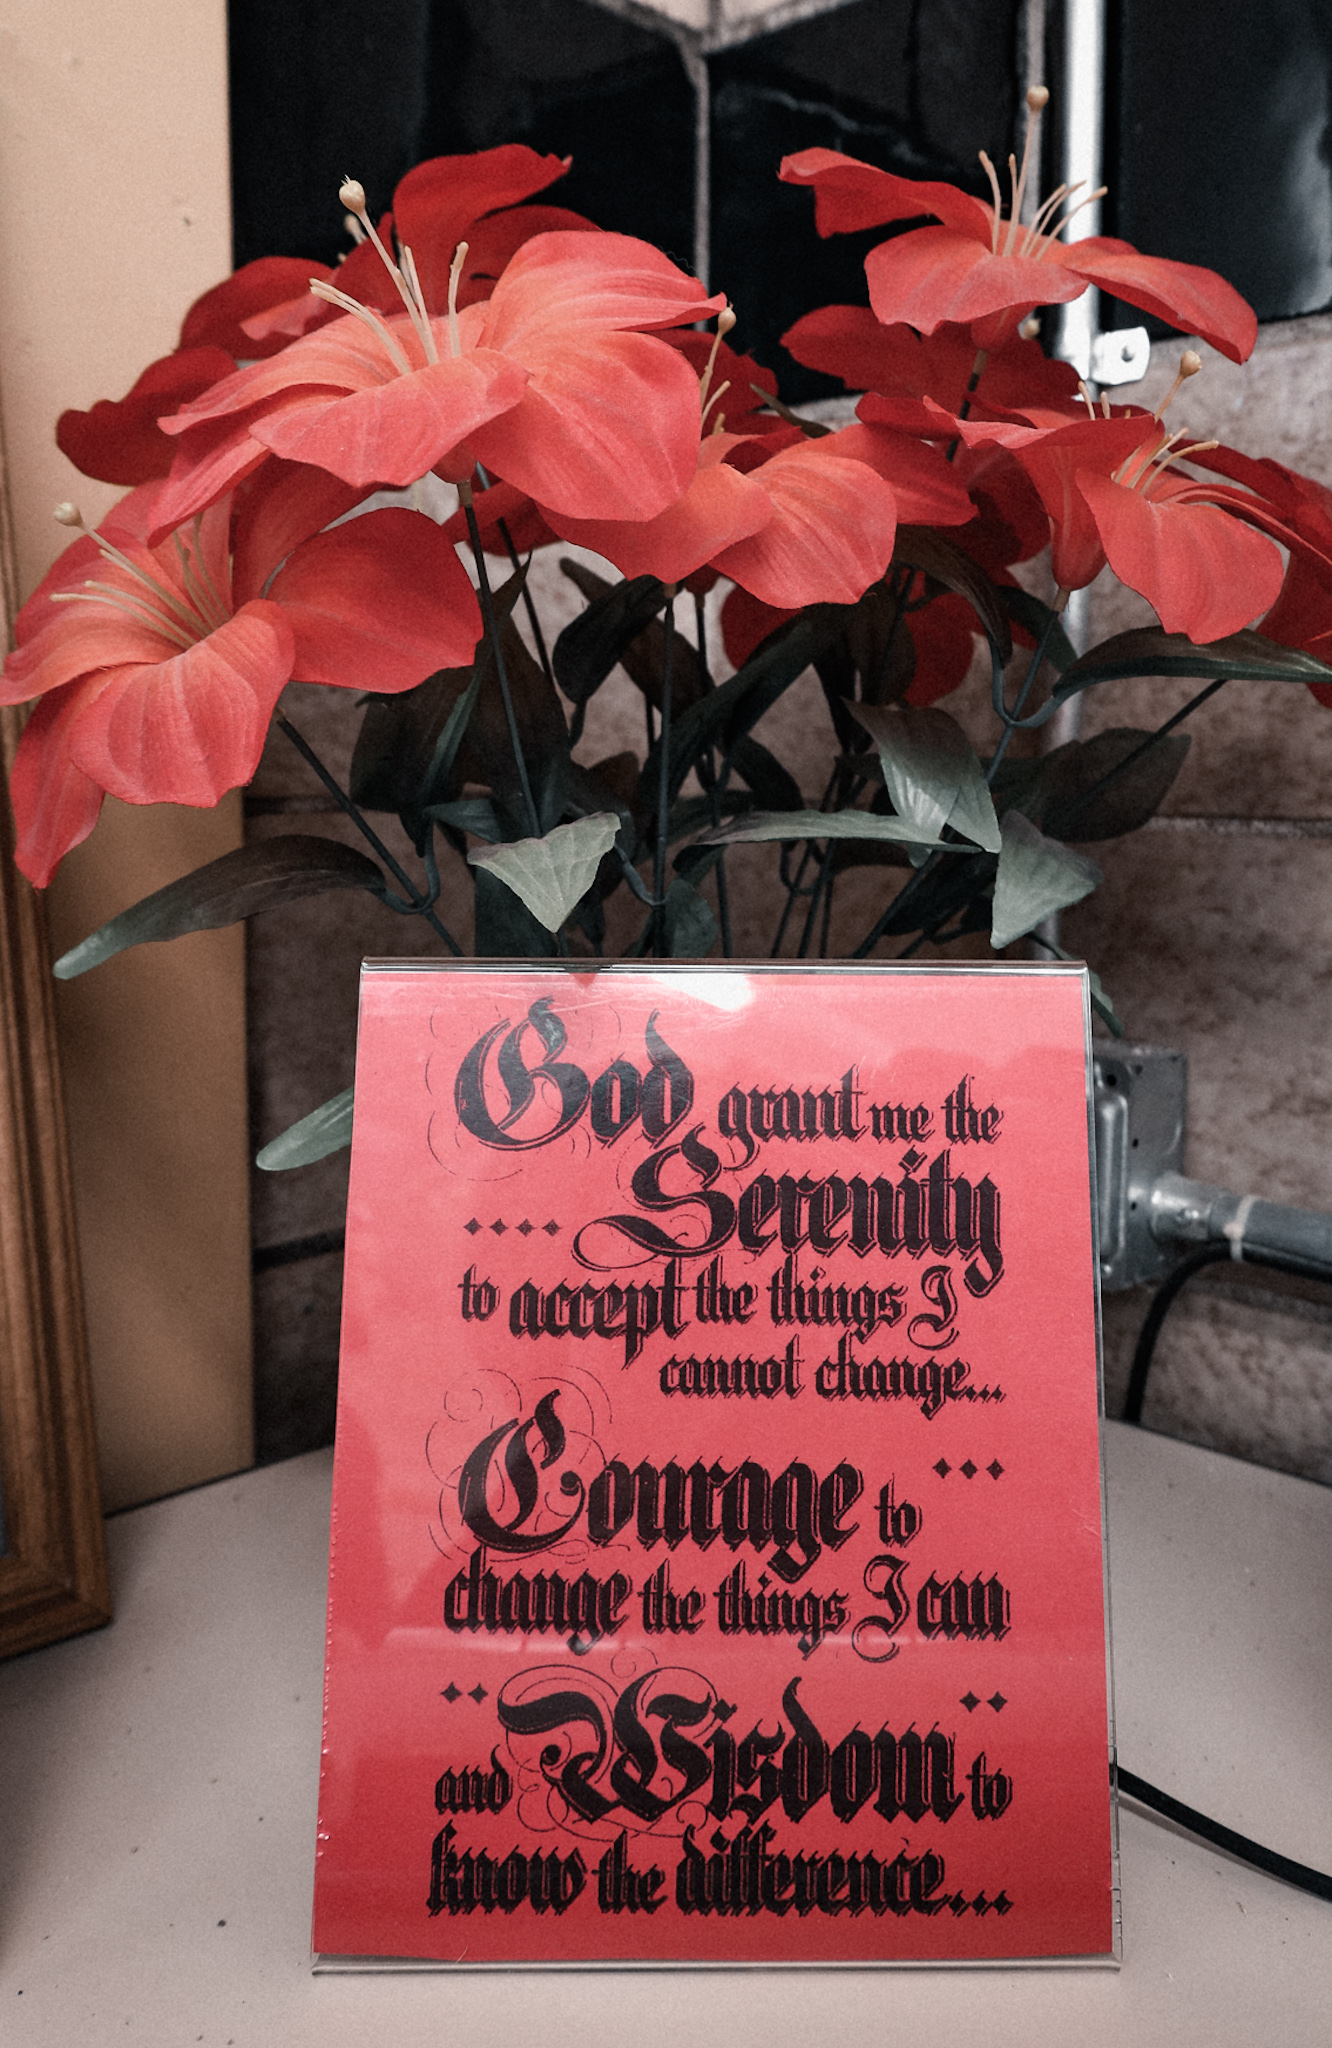 God grant me the
Serenity
to accept the things I
cannot change...
Courage to
change the things I can
and Wisdom to
know the difference...